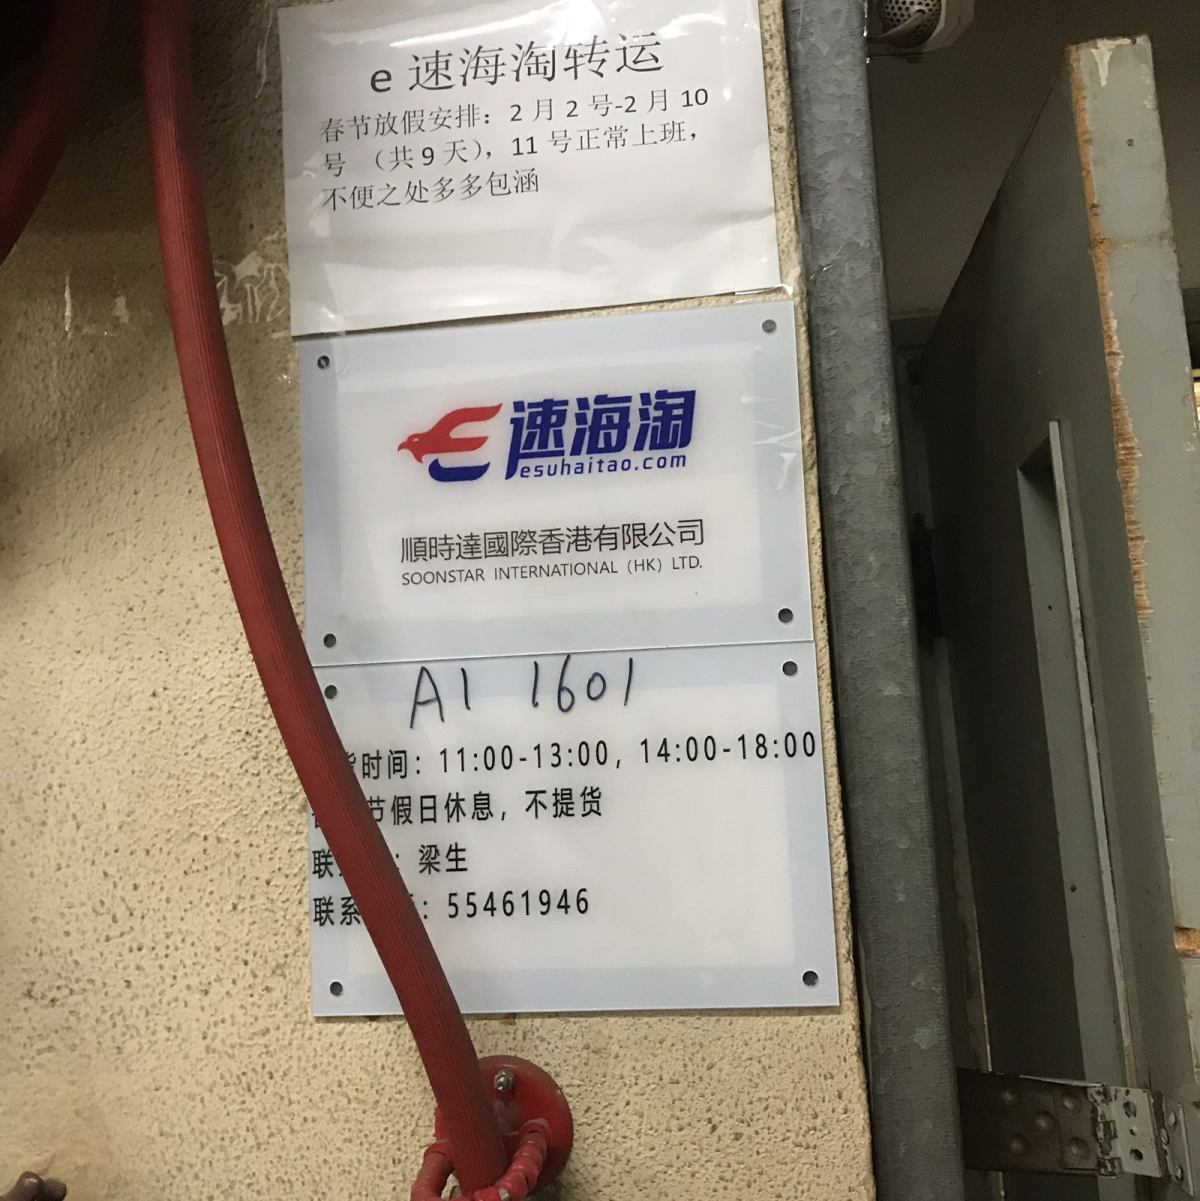 e 速海淘转运
春节放假安排：2 月 2 号-2 月 10
号 （共 9 天），11 号正常上班，
不便之处多多包涵
速海淘
esuhaitao.com
順時達國際香港有限公司
SOONSTAR INTERNATIONAL (HK) LTD.
A1 1601
时间：11:00-13:00，14:00-18:00
节假日休息，不提货
联：梁生
联系：55461946